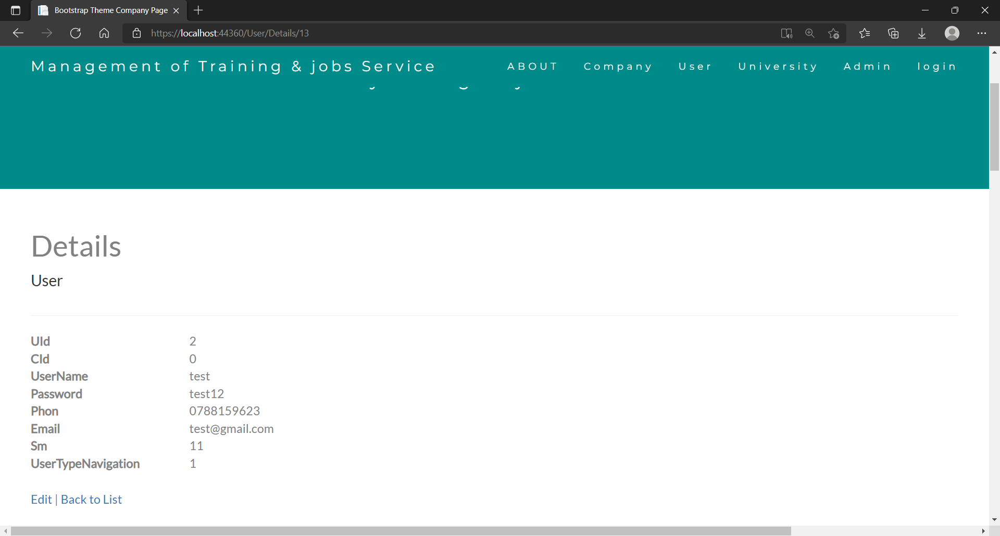 Bootstrap Theme Company Page
https://localhost:44360/User/Details/13
Management of Training & jobs Service ABOUT Company User University Admin login
Details
User
UId 2
CId 0
UserName test
Password test12
Phon 0788159623
Email test@gmail.com
Sm 11
UserTypeNavigation 1
Edit | Back to List